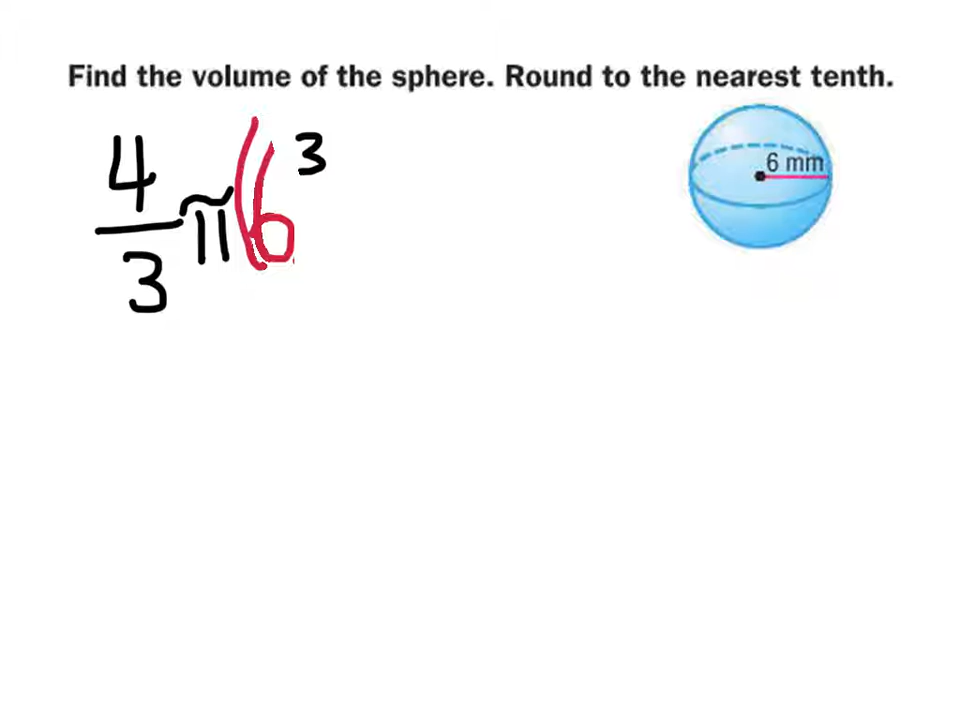 Find the volume of the sphere. Round to the nearest tenth.
6 mm
4/3 π(6 3